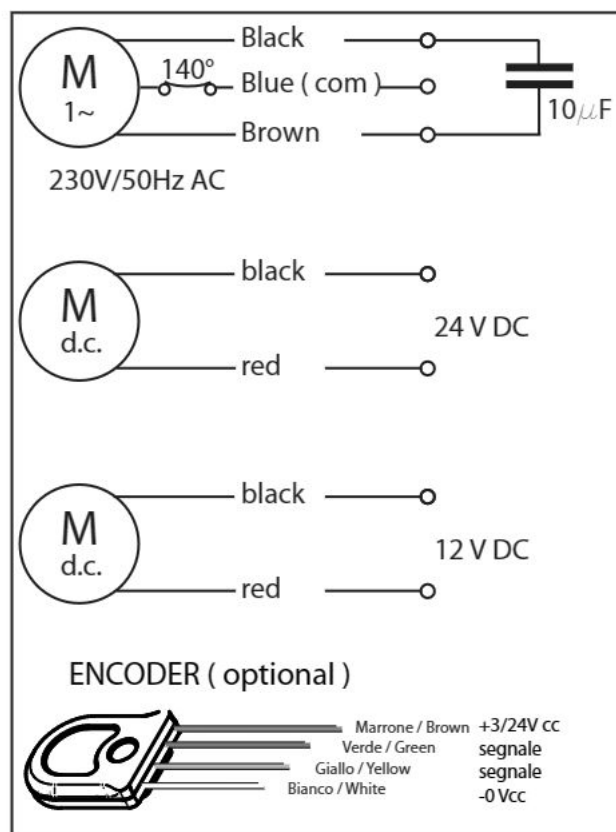 Black
M
1~
140°
Blue ( com )
10µF
Brown
230V/50Hz AC
black
M
d.c.
24 V DC
red
black
M
d.c.
12 V DC
red
ENCODER ( optional )
Marrone / Brown +3/24V cc
Verde / Green segnale
Giallo / Yellow segnale
Bianco / White -0 Vcc